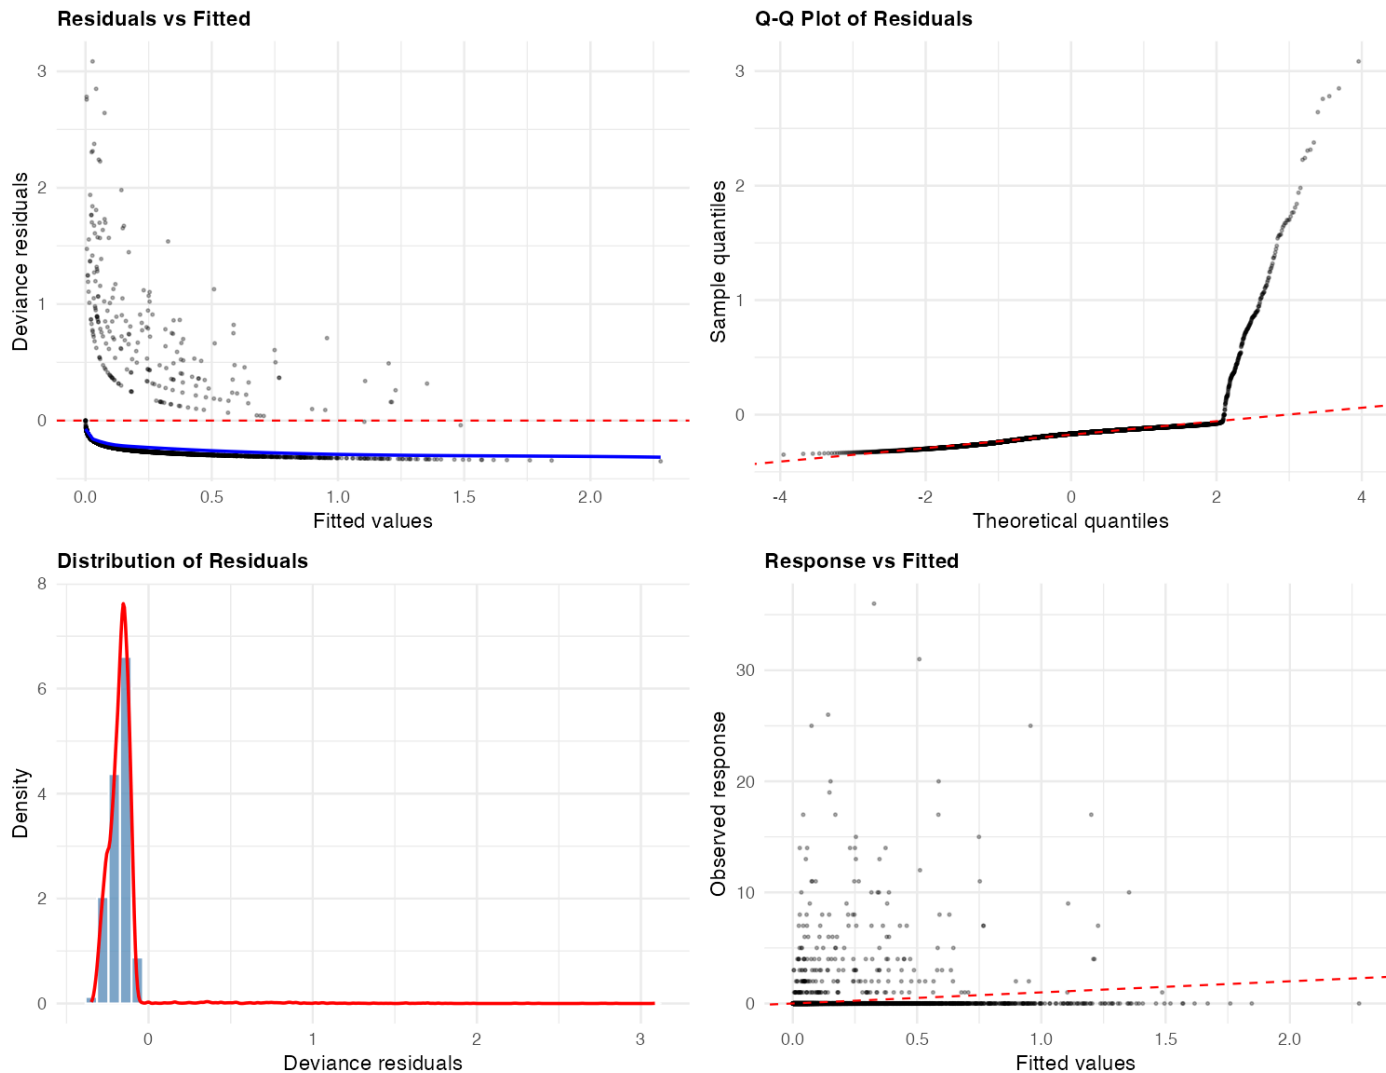 Residuals vs Fitted
Deviance residuals
3
2
1
0
0.0 0.5 1.0 1.5 2.0
Fitted values
Q-Q Plot of Residuals
Sample quantiles
3
2
1
0
-4 -2 0 2 4
Theoretical quantiles
Distribution of Residuals
Density
8
6
4
2
0
0 1 2 3
Deviance residuals
Response vs Fitted
Observed response
30
20
10
0
0.0 0.5 1.0 1.5 2.0
Fitted values